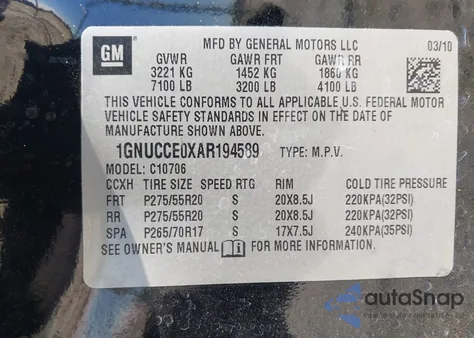 GM
MFD BY GENERAL MOTORS LLC 03/10
GVWR GAWR FRT GAWR RR
3221 KG 1452 KG 1860 KG
7100 LB 3200 LB 4100 LB
THIS VEHICLE CONFORMS TO ALL APPLICABLE U.S. FEDERAL MOTOR
VEHICLE SAFETY STANDARDS IN EFFECT ON THE DATE OF
MANUFACTURE SHOWN ABOVE.
1GNUCCE0XAR194589 TYPE: M.P.V.
MODEL: C10706
CCXH TIRE SIZE SPEED RTG RIM COLD TIRE PRESSURE
FRT P275/55R20 S 20X8.5J 220KPA(32PSI)
RR P275/55R20 S 20X8.5J 220KPA(32PSI)
SPA P265/70R17 S 17X7.5J 240KPA(35PSI)
SEE OWNER'S MANUAL FOR MORE INFORMATION.
autoSnap